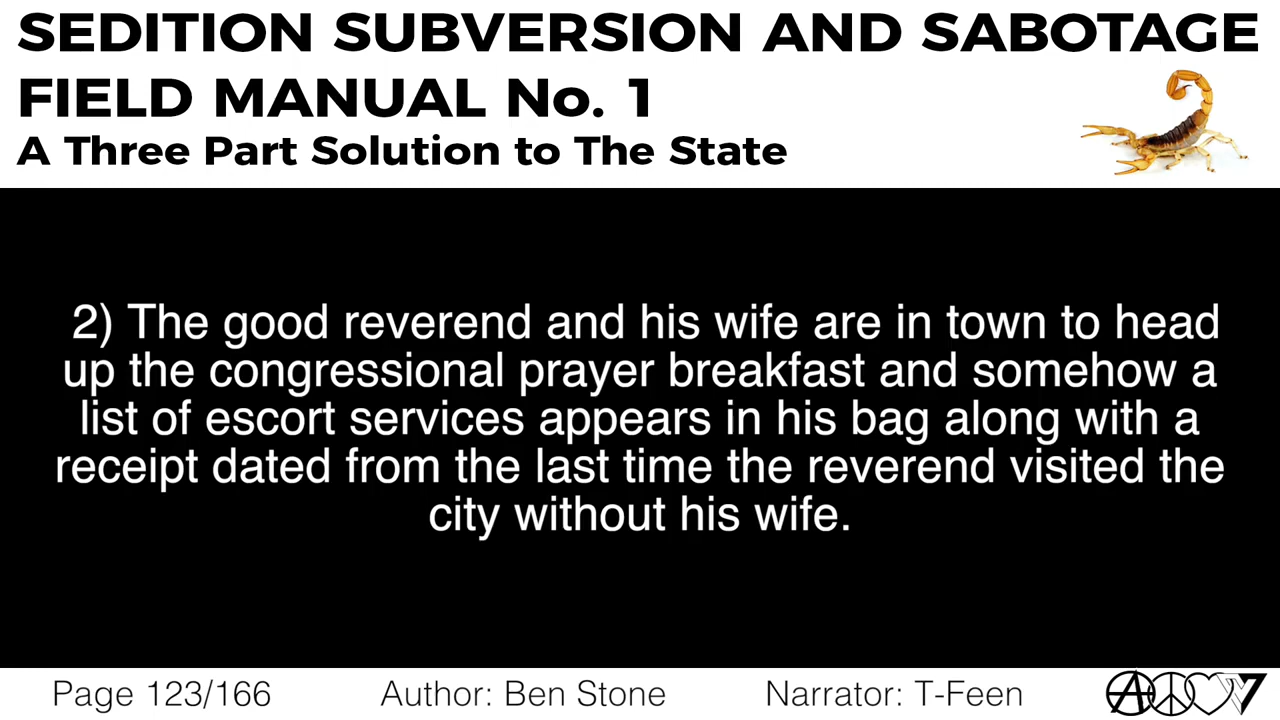 SEDITION SUBVERSION AND SABOTAGE
FIELD MANUAL No. 1
A Three Part Solution to The State
2) The good reverend and his wife are in town to head
up the congressional prayer breakfast and somehow a
list of escort services appears in his bag along with a
receipt dated from the last time the reverend visited the
city without his wife.
Page 123/166 Author: Ben Stone Narrator: T-Feen